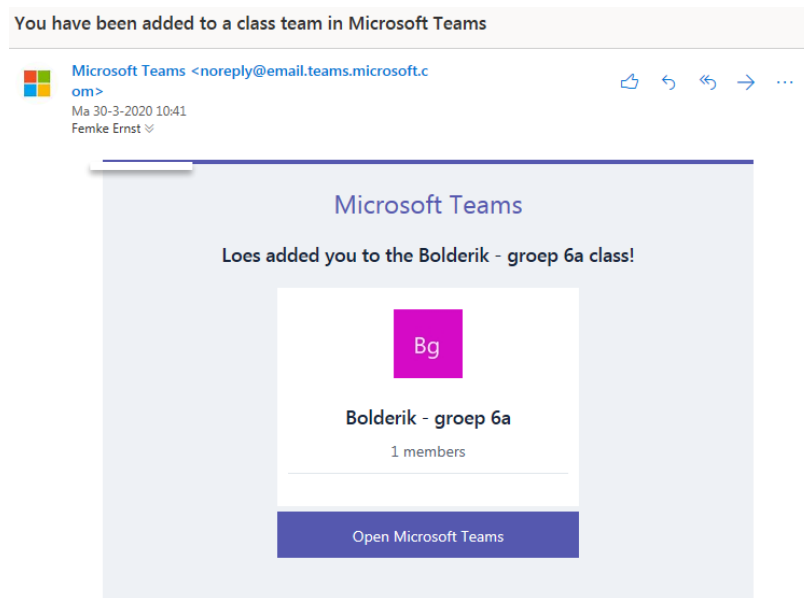 You have been added to a class team in Microsoft Teams
Microsoft Teams <noreply@email.teams.microsoft.c
om>
Ma 30-3-2020 10:41
Femke Ernst
Microsoft Teams
Loes added you to the Bolderik - groep 6a class!
Bg
Bolderik - groep 6a
1 members
Open Microsoft Teams